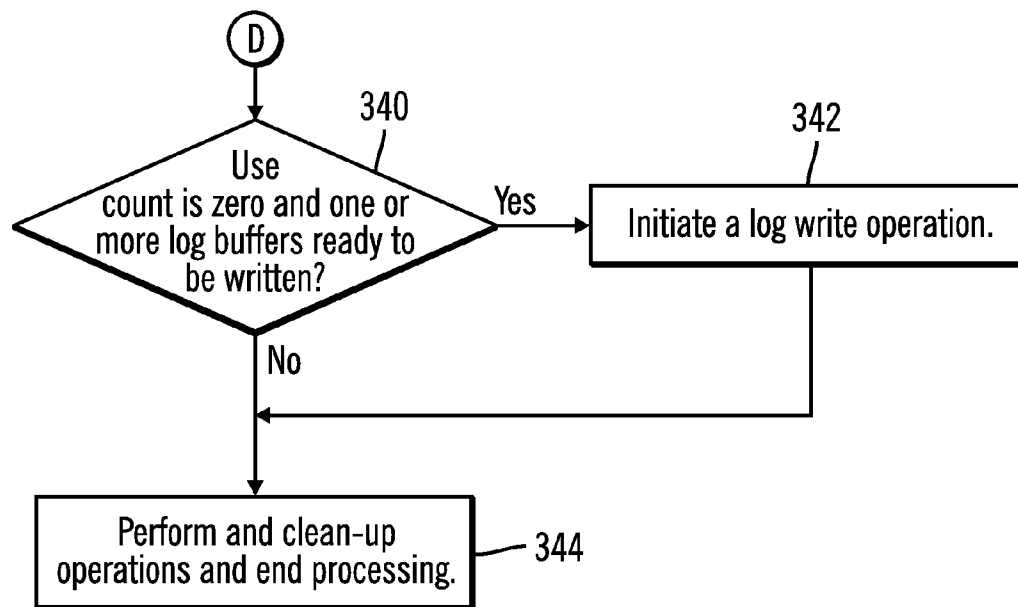 D
340
Use
count is zero and one or
more log buffers ready to
be written?
Yes
342
Initiate a log write operation.
No
Perform and clean-up
operations and end processing.
344